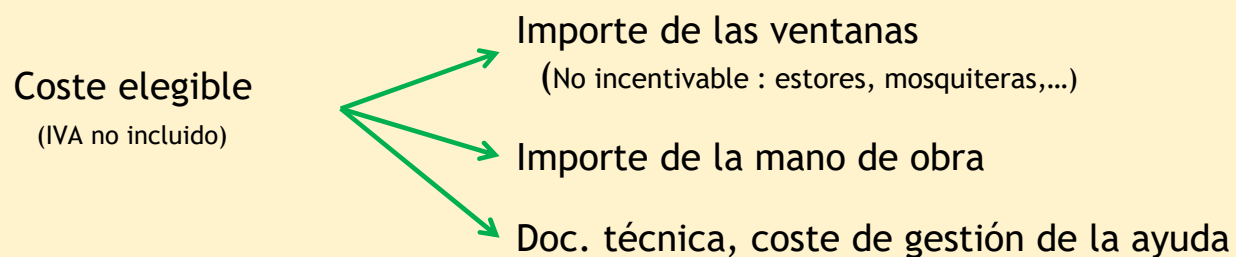 Importe de las ventanas
(No incentivable : estores, mosquiteras,…)
Coste elegible
(IVA no incluido)
Importe de la mano de obra
Doc. técnica, coste de gestión de la ayuda